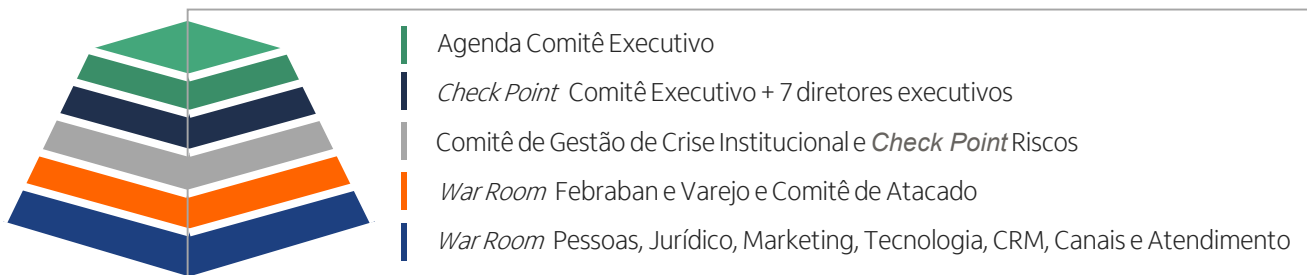 Agenda Comitê Executivo
Check Point Comitê Executivo + 7 diretores executivos
Comitê de Gestão de Crise Institucional e Check Point Riscos
War Room Febraban e Varejo e Comitê de Atacado
War Room Pessoas, Jurídico, Marketing, Tecnologia, CRM, Canais e Atendimento